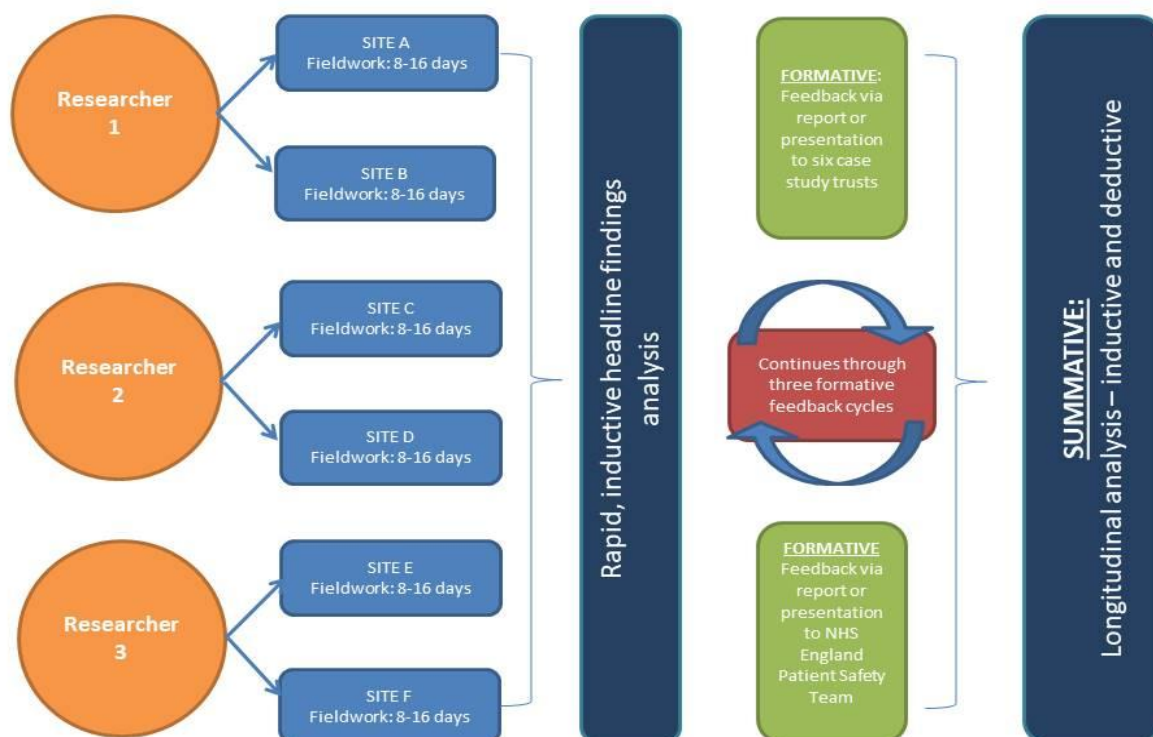 Researcher
1
SITE A
Fieldwork: 8-16 days
SITE B
Fieldwork: 8-16 days
Researcher
2
SITE C
Fieldwork: 8-16 days
SITE D
Fieldwork: 8-16 days
Researcher
3
SITE E
Fieldwork: 8-16 days
SITE F
Fieldwork: 8-16 days
Rapid, inductive headline findings
analysis
FORMATIVE:
Feedback via
report or
presentation
to six case
study trusts
Continues through
three formative
feedback cycles
FORMATIVE
Feedback via
report or
presentation
to NHS
England
Patient Safety
Team
SUMMATIVE:
Longitudinal analysis – inductive and deductive